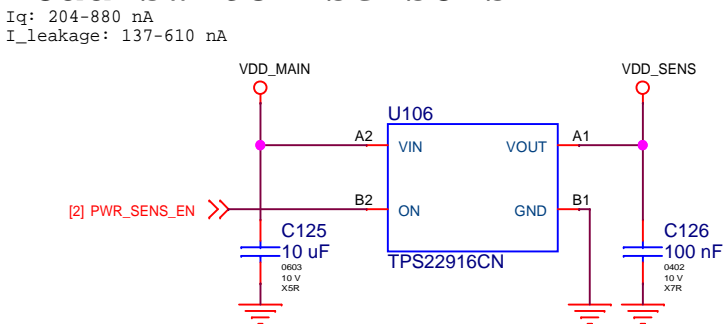 Iq: 204-880 nA
I_leakage: 137-610 nA
VDD_MAIN
VDD_SENS
U106
A2
VIN
VOUT
A1
[2] PWR_SENS_EN
B2
ON
GND
B1
C125
10 uF
0603
10 V
X5R
TPS22916CN
C126
100 nF
0402
10 V
X7R